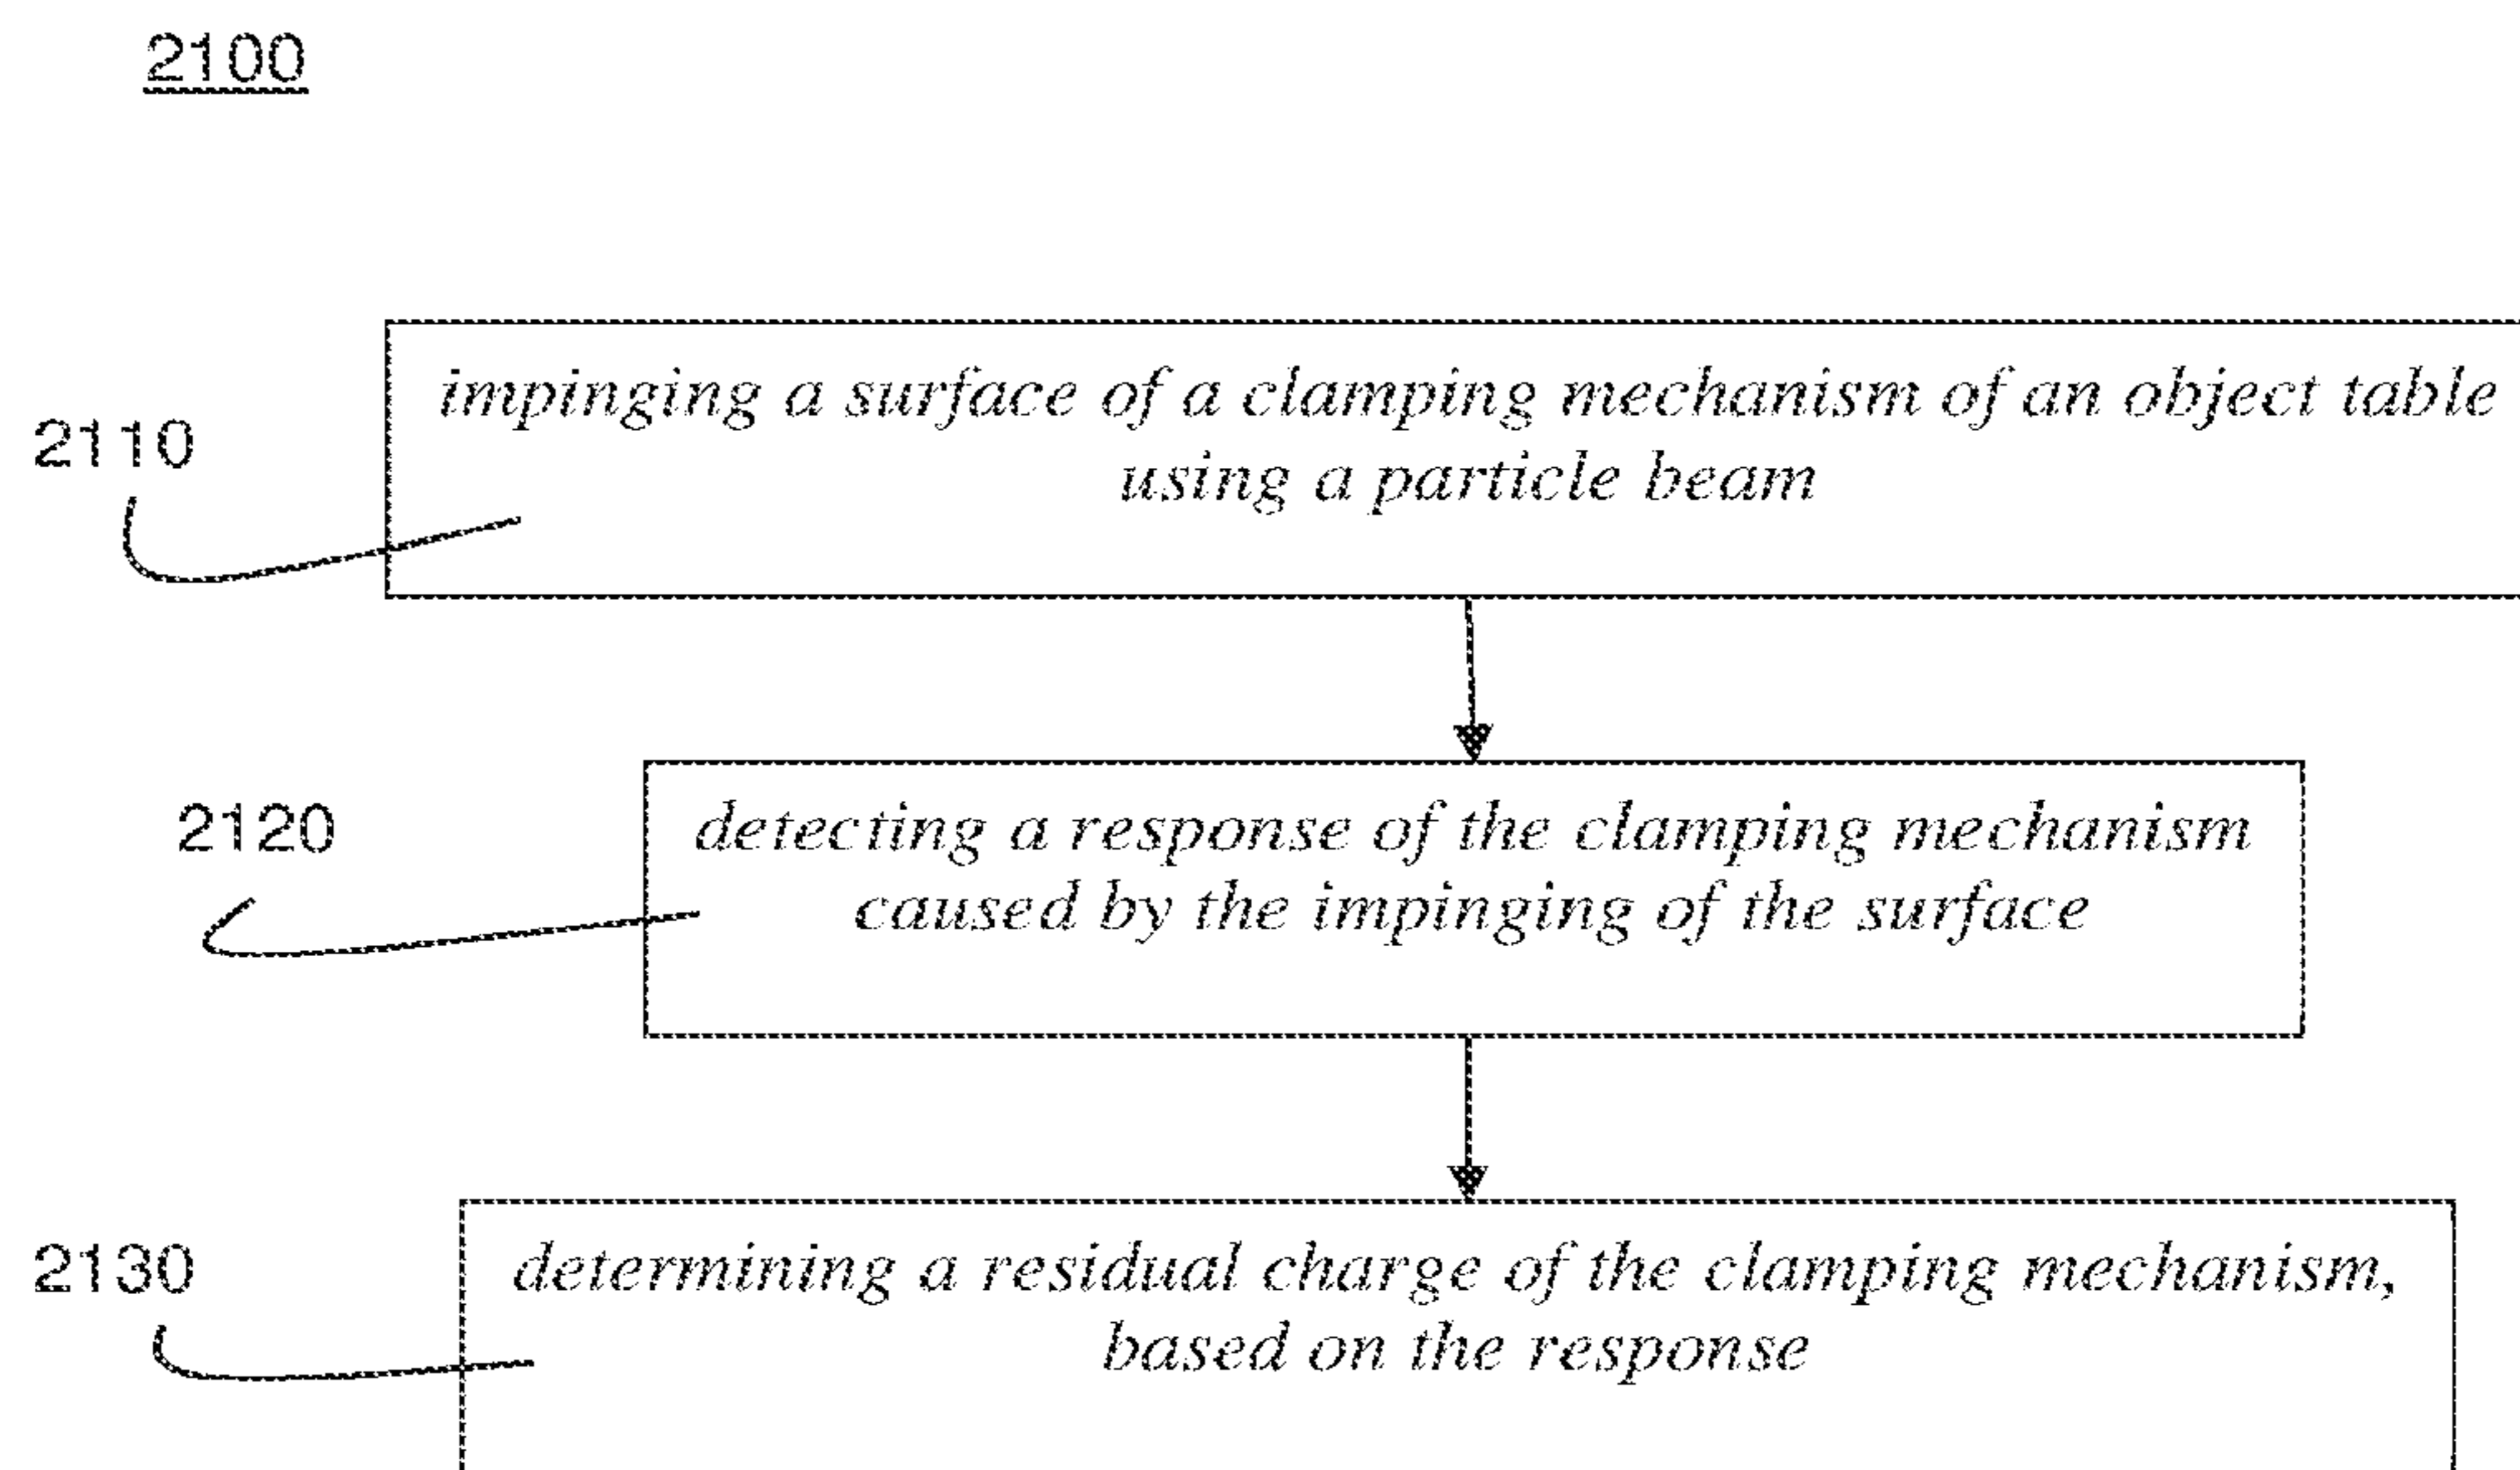 2100
impinging a surface of a clamping mechanism of an object table
using a particle beam
2110
detecting a response of the clamping mechanism
caused by the impinging of the surface
2120
determining a residual charge of the clamping mechanism,
based on the response
2130